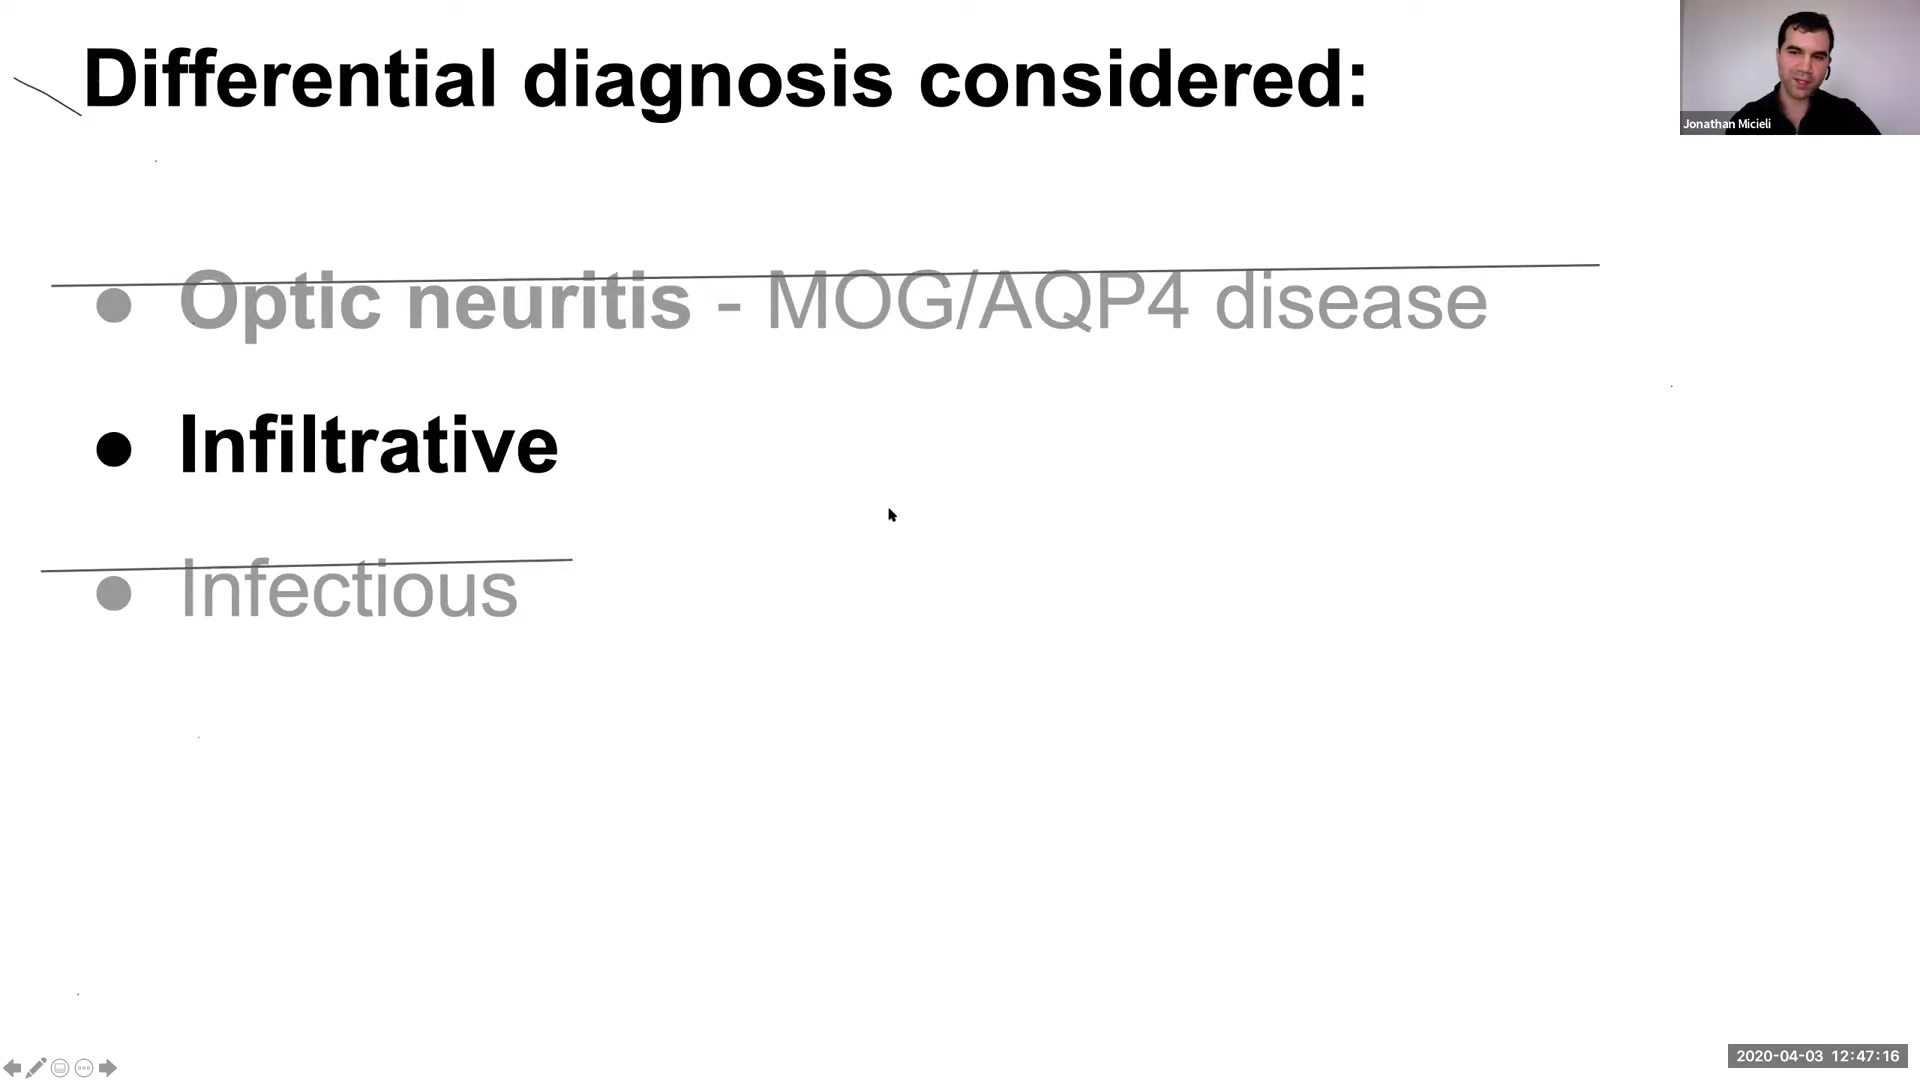 Differential diagnosis considered:
Jonathan Micieli
● Optic neuritis - MOG/AQP4 disease
● Infiltrative
● Infectious
2020-04-03 12:47:16